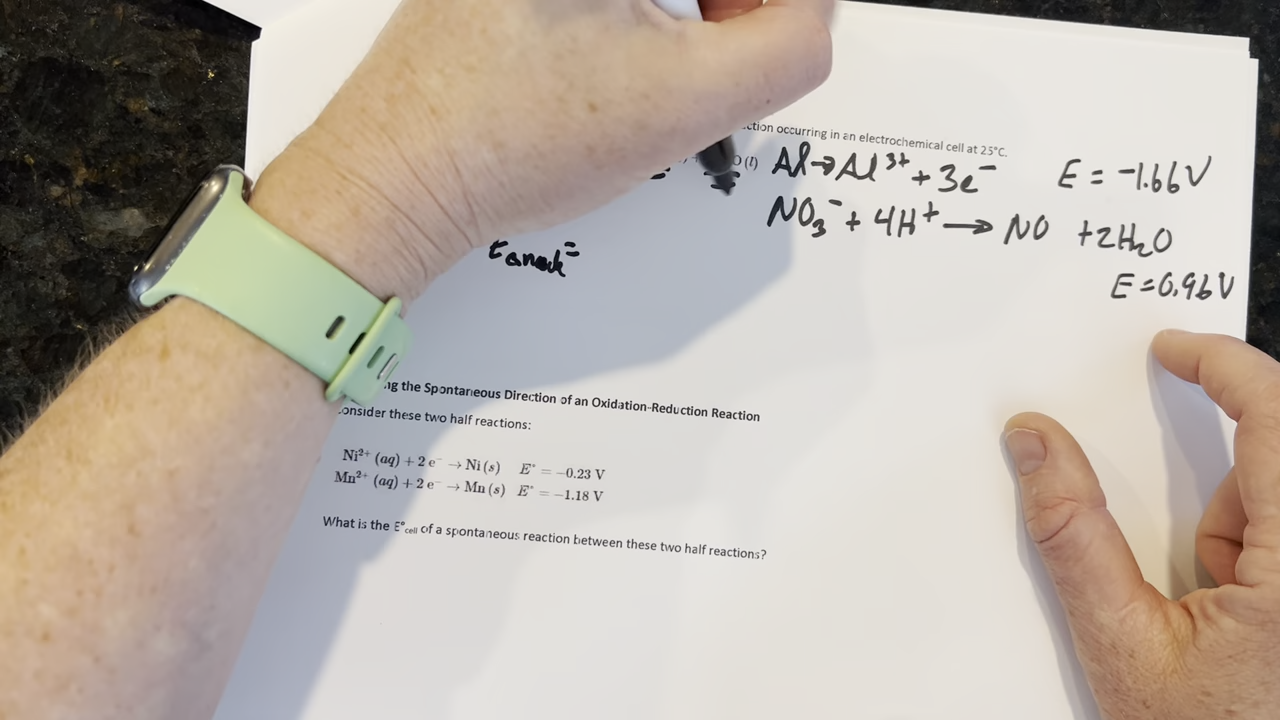 ction occurring in an electrochemical cell at 25°C.
O (l) Al→Al³⁺ + 3e⁻ E = -1.66V
NO₃⁻ + 4H⁺ → NO + 2H₂O
E = 0.96V
ng the Spontaneous Direction of an Oxidation-Reduction Reaction
onsider these two half reactions:
Ni²⁺ (aq) + 2 e⁻ → Ni (s) E° = −0.23 V
Mn²⁺ (aq) + 2 e⁻ → Mn (s) E° = −1.18 V
What is the E°cell of a spontaneous reaction between these two half reactions?